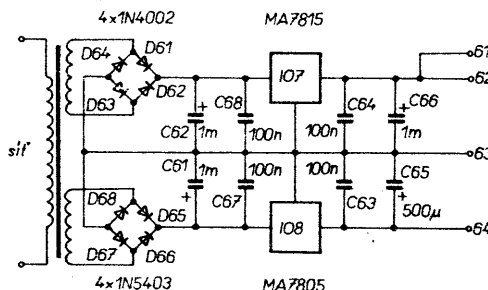 4×1N4002
MA7815
D64
D61
D63
D62
IO7
61
62
C62
1m
C68
100n
C64
100n
C66
1m
síť
63
C61
1m
C67
100n
C63
100n
C65
500µ
D68
D65
D67
D66
IO8
64
4×1N5403
MA7805